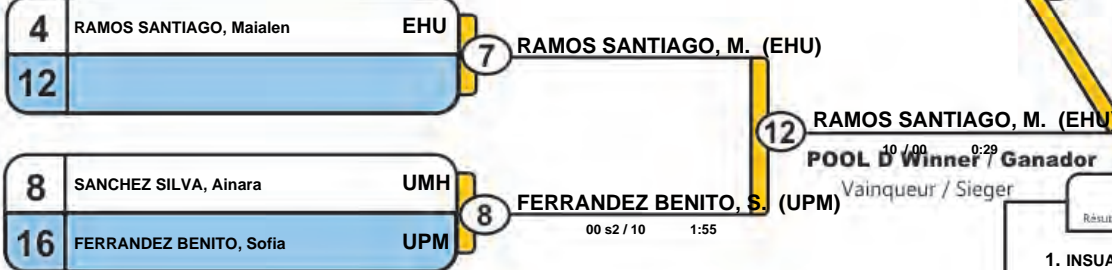 4 RAMOS SANTIAGO, Maialen EHU
12
7 RAMOS SANTIAGO, M. (EHU)
12 RAMOS SANTIAGO, M. (EHU)
10 / 00 0:29
POOL D Winner / Ganador
Vainqueur / Sieger
8 SANCHEZ SILVA, Ainara UMH
16 FERRANDEZ BENITO, Sofia UPM
8 FERRANDEZ BENITO, S. (UPM)
00 s2 / 10 1:55
1. INSUA